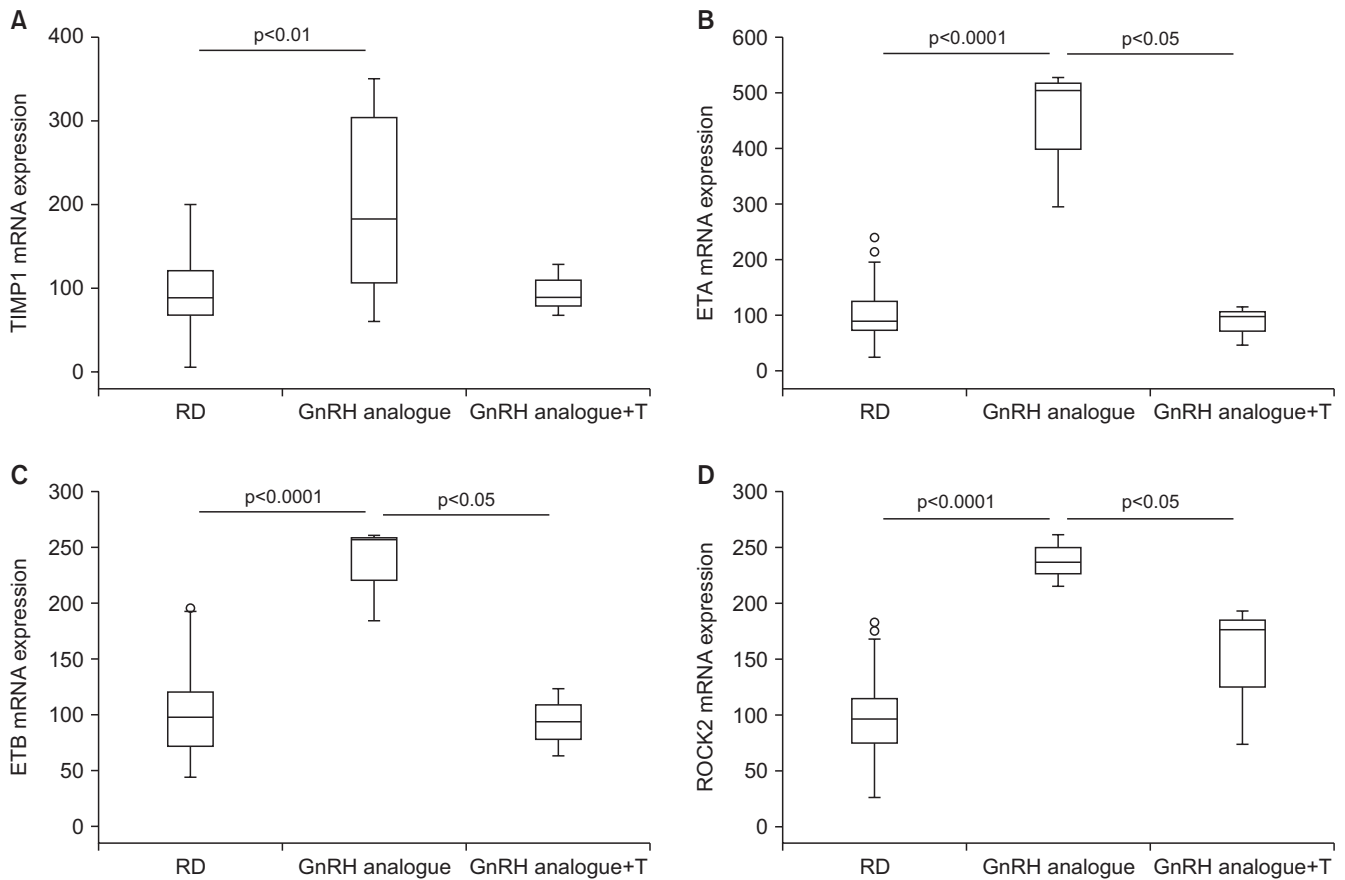 A
TIMP1 mRNA expression
400
300
200
100
0
p<0.01
RD
GnRH analogue
GnRH analogue+T
B
ETA mRNA expression
600
500
400
300
200
100
0
p<0.0001
p<0.05
RD
GnRH analogue
GnRH analogue+T
C
ETB mRNA expression
300
250
200
150
100
50
0
p<0.0001
p<0.05
RD
GnRH analogue
GnRH analogue+T
D
ROCK2 mRNA expression
300
250
200
150
100
50
0
p<0.0001
p<0.05
RD
GnRH analogue
GnRH analogue+T